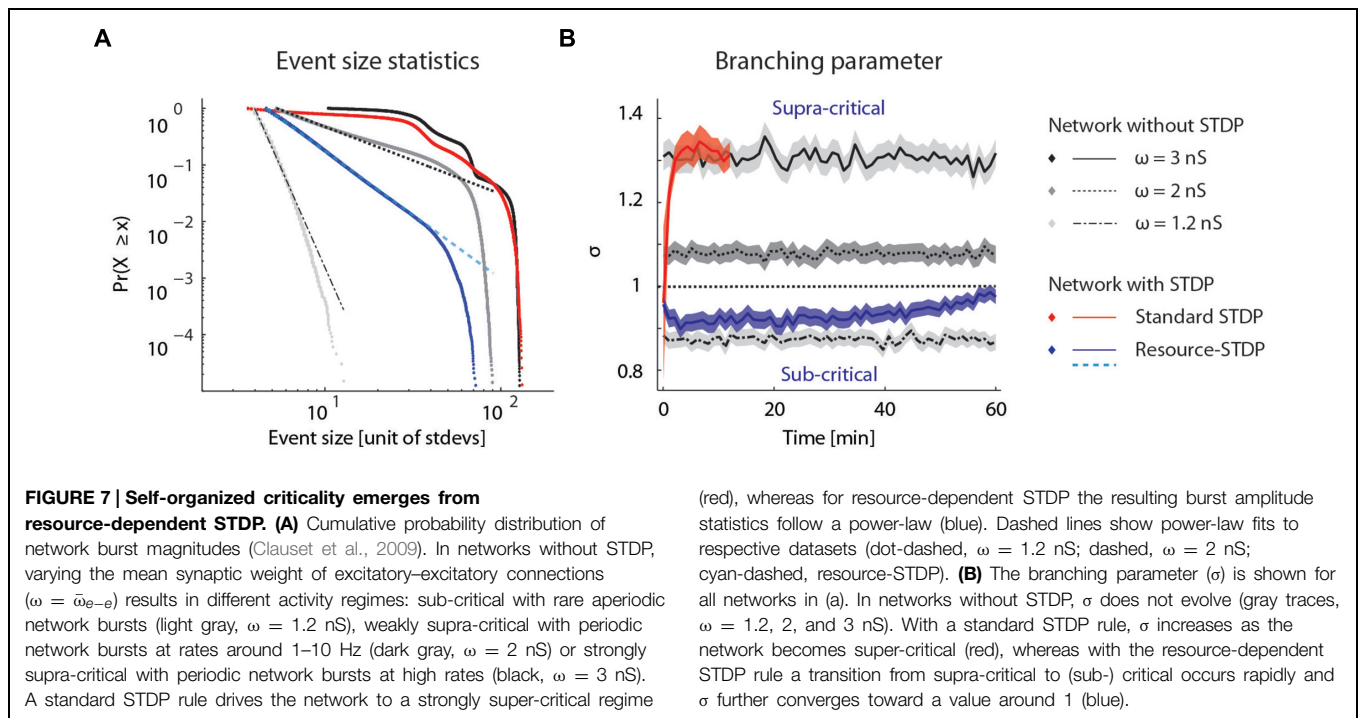 A
Event size statistics
10 0
10 −1
10 −2
10 −3
10 −4
Pr(X ≥ x)
10 1
10 2
Event size [unit of stdevs]
B
Branching parameter
Supra-critical
1.4
1.2
1
0.8
σ
Sub-critical
0
20
40
60
Time [min]
Network without STDP
ω = 3 nS
ω = 2 nS
ω = 1.2 nS
Network with STDP
Standard STDP
Resource-STDP
FIGURE 7 | Self-organized criticality emerges from
resource-dependent STDP. (A) Cumulative probability distribution of
network burst magnitudes (Clauset et al., 2009). In networks without STDP,
varying the mean synaptic weight of excitatory–excitatory connections
(ω = ω̄e−e) results in different activity regimes: sub-critical with rare aperiodic
network bursts (light gray, ω = 1.2 nS), weakly supra-critical with periodic
network bursts at rates around 1–10 Hz (dark gray, ω = 2 nS) or strongly
supra-critical with periodic network bursts at high rates (black, ω = 3 nS).
A standard STDP rule drives the network to a strongly super-critical regime
(red), whereas for resource-dependent STDP the resulting burst amplitude
statistics follow a power-law (blue). Dashed lines show power-law fits to
respective datasets (dot-dashed, ω = 1.2 nS; dashed, ω = 2 nS;
cyan-dashed, resource-STDP). (B) The branching parameter (σ) is shown for
all networks in (a). In networks without STDP, σ does not evolve (gray traces,
ω = 1.2, 2, and 3 nS). With a standard STDP rule, σ increases as the
network becomes super-critical (red), whereas with the resource-dependent
STDP rule a transition from supra-critical to (sub-) critical occurs rapidly and
σ further converges toward a value around 1 (blue).